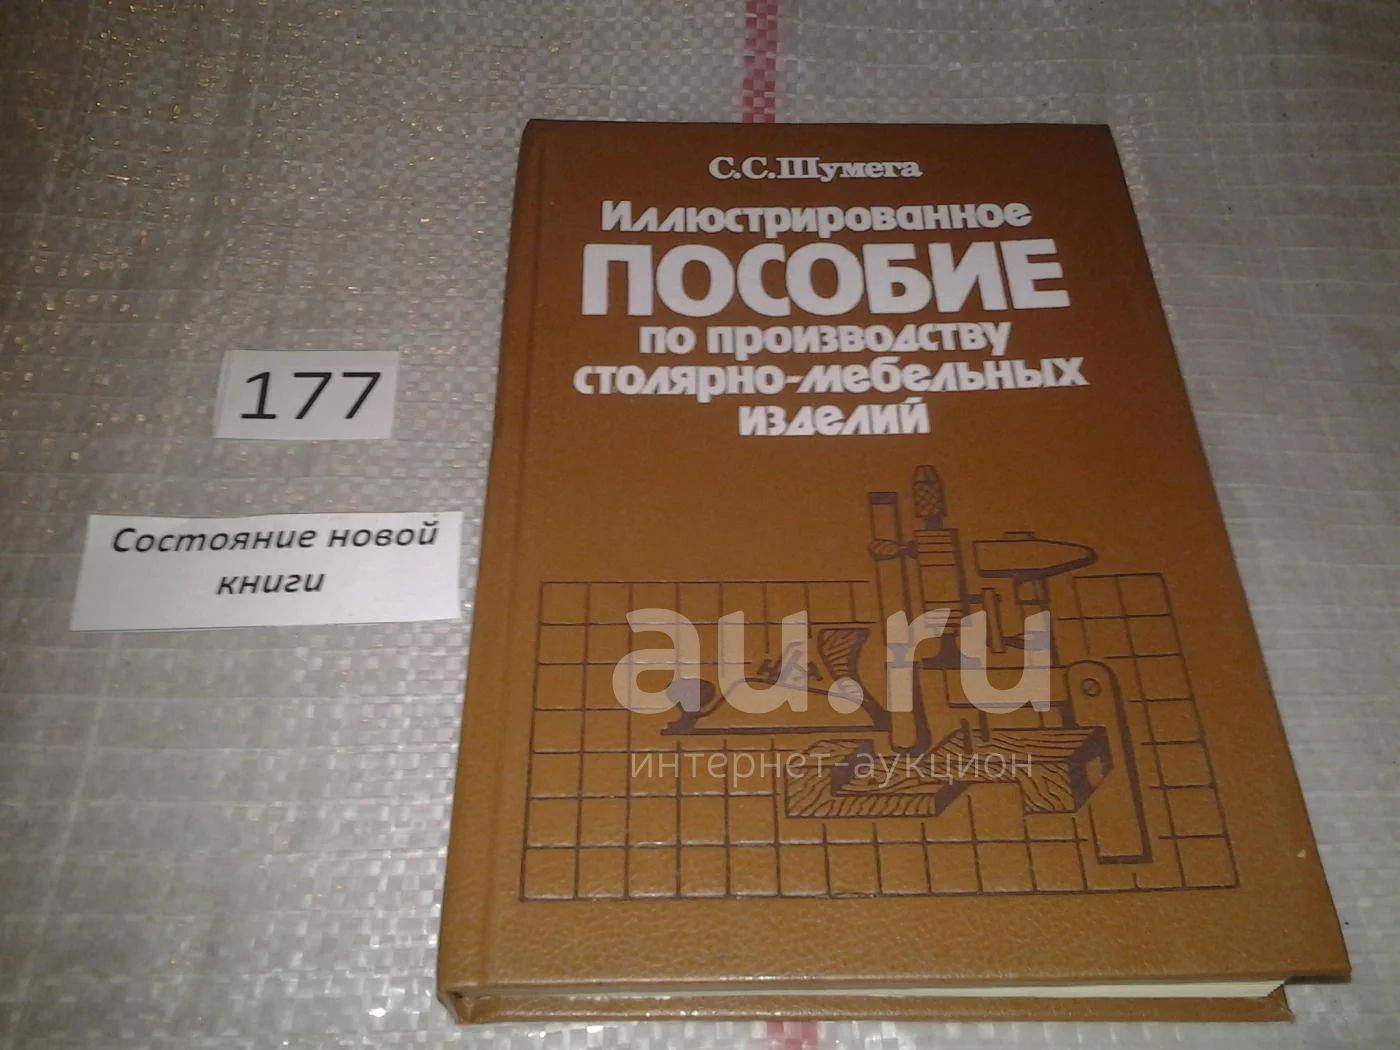 С.С.Шумега
Иллюстрированное
ПОСОБИЕ
по производству
столярно-мебельных
изделий
177
Состояние новой
книги
au.ru
интернет-аукцион